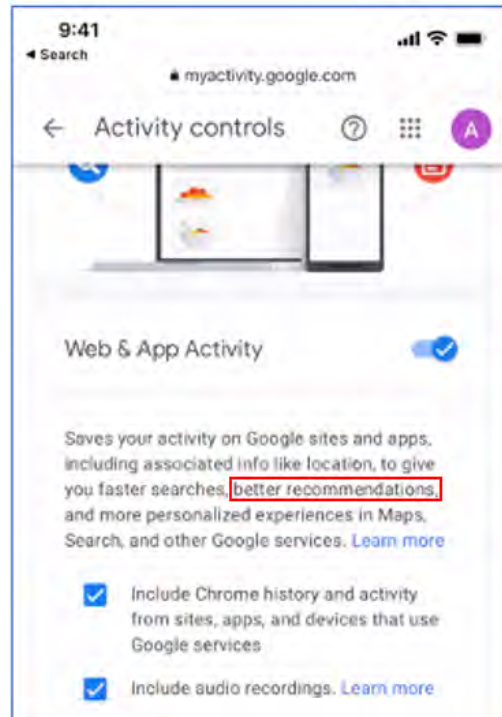 9:41
Search
myactivity.google.com
Activity controls
A
Web & App Activity
Saves your activity on Google sites and apps,
including associated info like location, to give
you faster searches, better recommendations,
and more personalized experiences in Maps,
Search, and other Google services. Learn more
Include Chrome history and activity
from sites, apps, and devices that use
Google services
Include audio recordings. Learn more